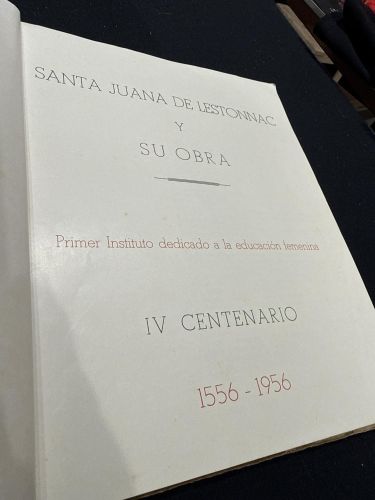 SANTA JUANA DE LESTONNAC
Y
SU OBRA
Primer Instituto dedicado a la educación femenina
IV CENTENARIO
1556 - 1956